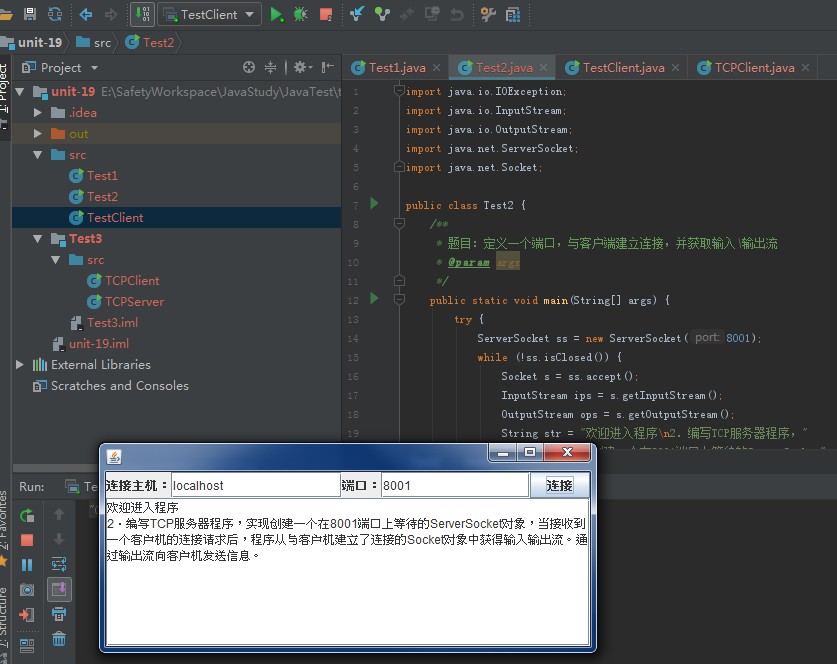 TestClient
unit-19 src Test2
Project
Test1.java Test2.java TestClient.java TCPClient.java
1: Project
unit-19 E:\SafetyWorkspace\JavaStudy\JavaTest\
.idea
out
src
Test1
Test2
TestClient
Test3
src
TCPClient
TCPServer
Test3.iml
unit-19.iml
External Libraries
Scratches and Consoles
1 import java.io.IOException;
2 import java.io.InputStream;
3 import java.io.OutputStream;
4 import java.net.ServerSocket;
5 import java.net.Socket;
6
7 public class Test2 {
8 /**
9 * 题目：定义一个端口，与客户端建立连接，并获取输入\输出流
10 * @param args
11 */
12 public static void main(String[] args) {
13 try {
14 ServerSocket ss = new ServerSocket( port: 8001);
15 while (!ss.isClosed()) {
16 Socket s = ss.accept();
17 InputStream ips = s.getInputStream();
18 OutputStream ops = s.getOutputStream();
19 String str = "欢迎进入程序\n2．编写TCP服务器程序，"
Run: Te
2: Favorites
7: Structure
连接主机： localhost 端口： 8001 连接
欢迎进入程序
2．编写TCP服务器程序，实现创建一个在8001端口上等待的ServerSocket对象，当接收到
一个客户机的连接请求后，程序从与客户机建立了连接的Socket对象中获得输入输出流。通
过输出流向客户机发送信息。